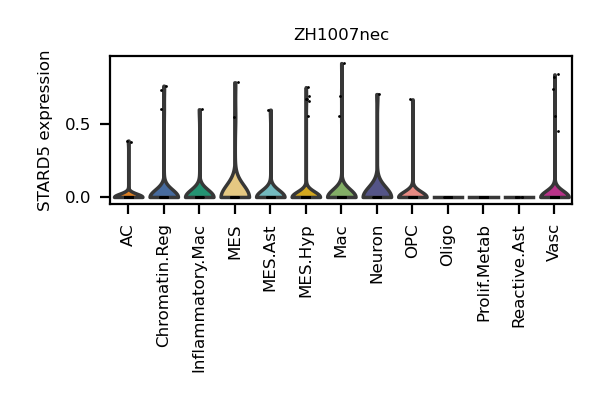 ZH1007nec
STARD5 expression
0.5
0.0
AC
Chromatin.Reg
Inflammatory.Mac
MES
MES.Ast
MES.Hyp
Mac
Neuron
OPC
Oligo
Prolif.Metab
Reactive.Ast
Vasc